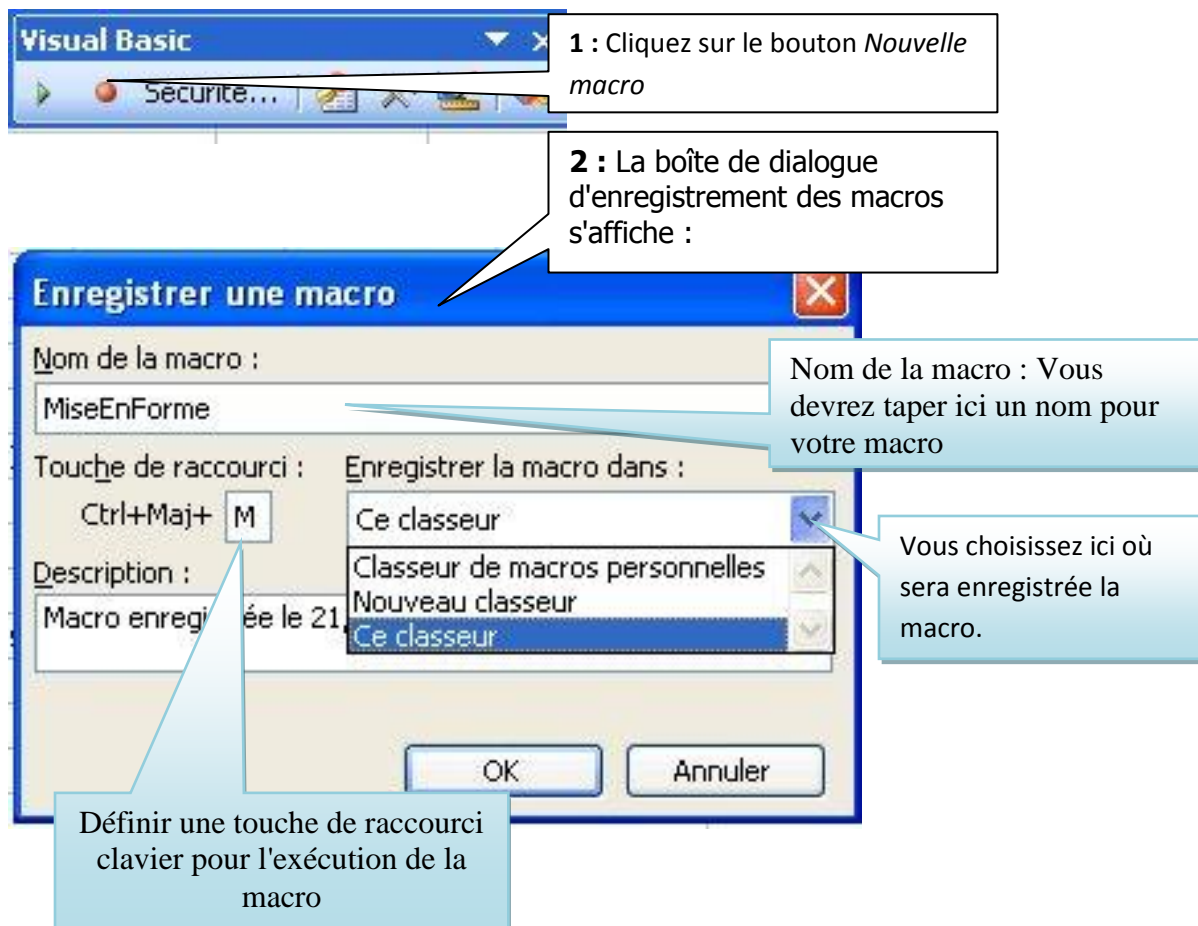 Visual Basic
1 : Cliquez sur le bouton Nouvelle
macro
Sécurité...
2 : La boîte de dialogue
d'enregistrement des macros
s'affiche :
Enregistrer une macro
Nom de la macro :
MiseEnForme
Nom de la macro : Vous
devrez taper ici un nom pour
votre macro
Touche de raccourci :
Ctrl+Maj+ M
Enregistrer la macro dans :
Ce classeur
Classeur de macros personnelles
Nouveau classeur
Ce classeur
Vous choisissez ici où
sera enregistrée la
macro.
Description :
Macro le 21
OK
Annuler
Définir une touche de raccourci
clavier pour l'exécution de la
macro